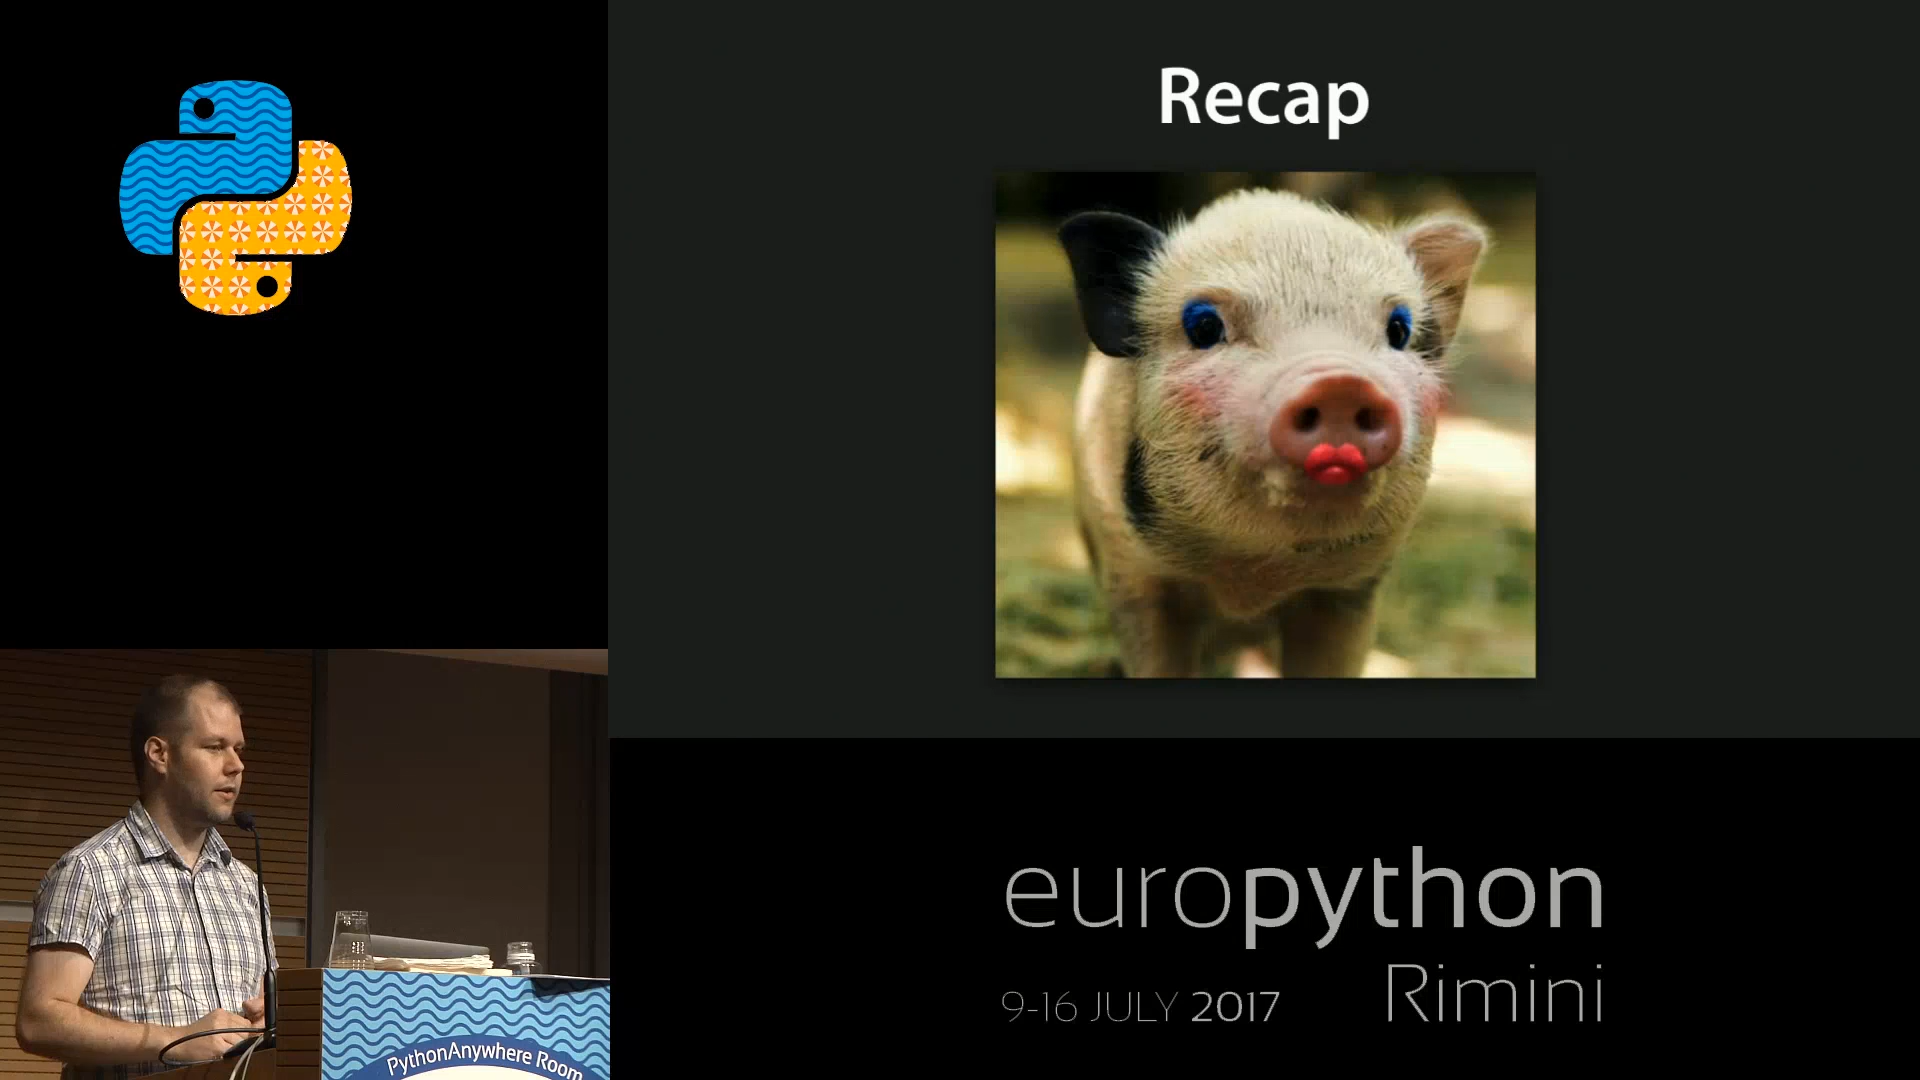 Recap
PythonAnywhere Room
europython
9-16 JULY 2017
Rimini